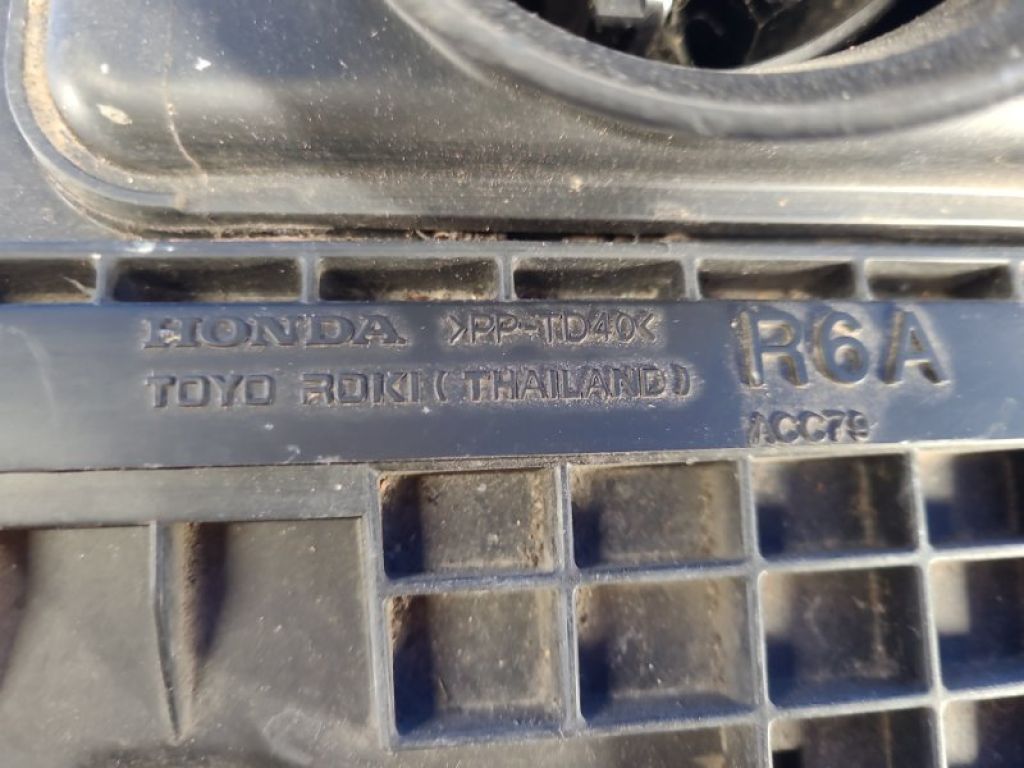 HONDA >PP-TD40< R6A
TOYO ROKI (THAILAND)
ACC79